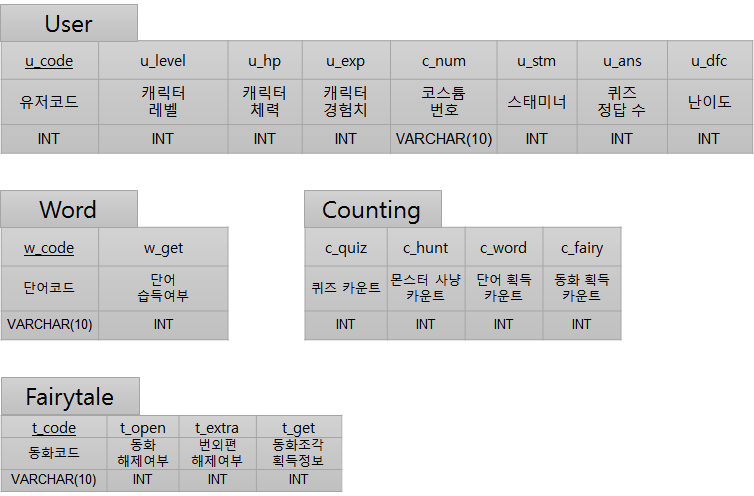 User
u_code u_level u_hp u_exp c_num u_stm u_ans u_dfc
유저코드 캐릭터 레벨 캐릭터 체력 캐릭터 경험치 코스튬 번호 스태미너 퀴즈 정답 수 난이도
INT INT INT INT VARCHAR(10) INT INT INT
Word
w_code w_get
단어코드 단어 습득여부
VARCHAR(10) INT
Counting
c_quiz c_hunt c_word c_fairy
퀴즈 카운트 몬스터 사냥 카운트 단어 획득 카운트 동화 획득 카운트
INT INT INT INT
Fairytale
t_code t_open t_extra t_get
동화코드 동화 해제여부 번외편 해제여부 동화조각 획득정보
VARCHAR(10) INT INT INT